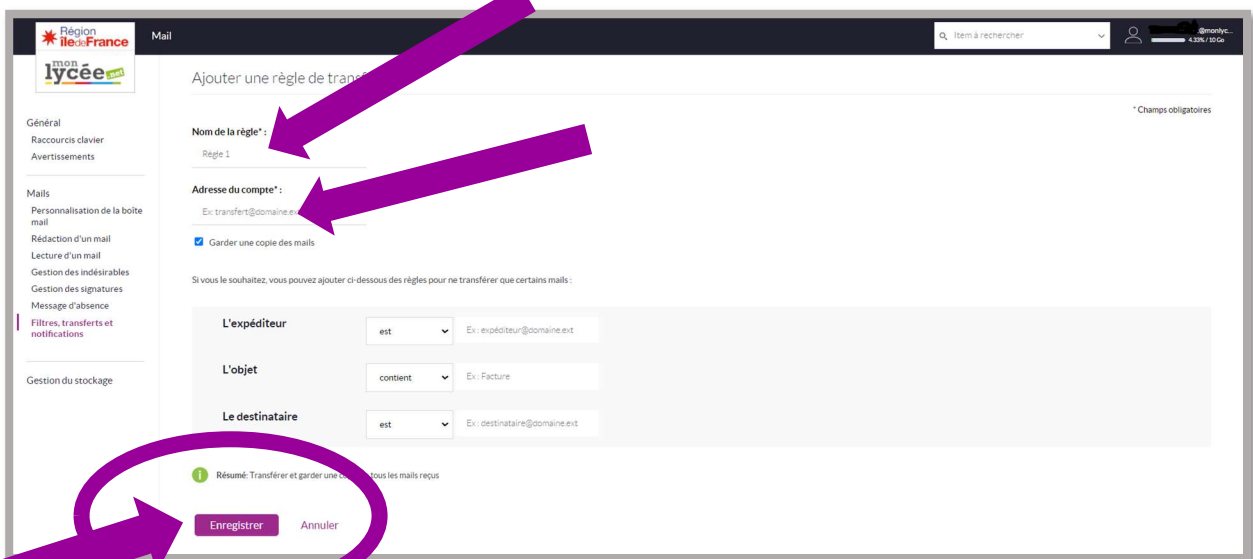 Région
îledeFrance
Mail
Item à rechercher
@monlyc...
4.33% / 10 Go
mon
lycée.net
Ajouter une règle de
* Champs obligatoires
Général
Raccourcis clavier
Avertissements
Nom de la règle* :
Règle 1
Mails
Personnalisation de la boîte
mail
Rédaction d'un mail
Lecture d'un mail
Gestion des indésirables
Gestion des signatures
Message d'absence
Filtres, transferts et
notifications
Gestion du stockage
Adresse du compte* :
Ex: transfert@domaine.ex
Garder une copie des mails
Si vous le souhaitez, vous pouvez ajouter ci-dessous des règles pour ne transférer que certains mails :
L'expéditeur est Ex : expéditeur@domaine.ext
L'objet contient Ex : Facture
Le destinataire est Ex : destinataire@domaine.ext
Résumé: Transférer et garder une tous les mails reçus
Enregistrer Annuler